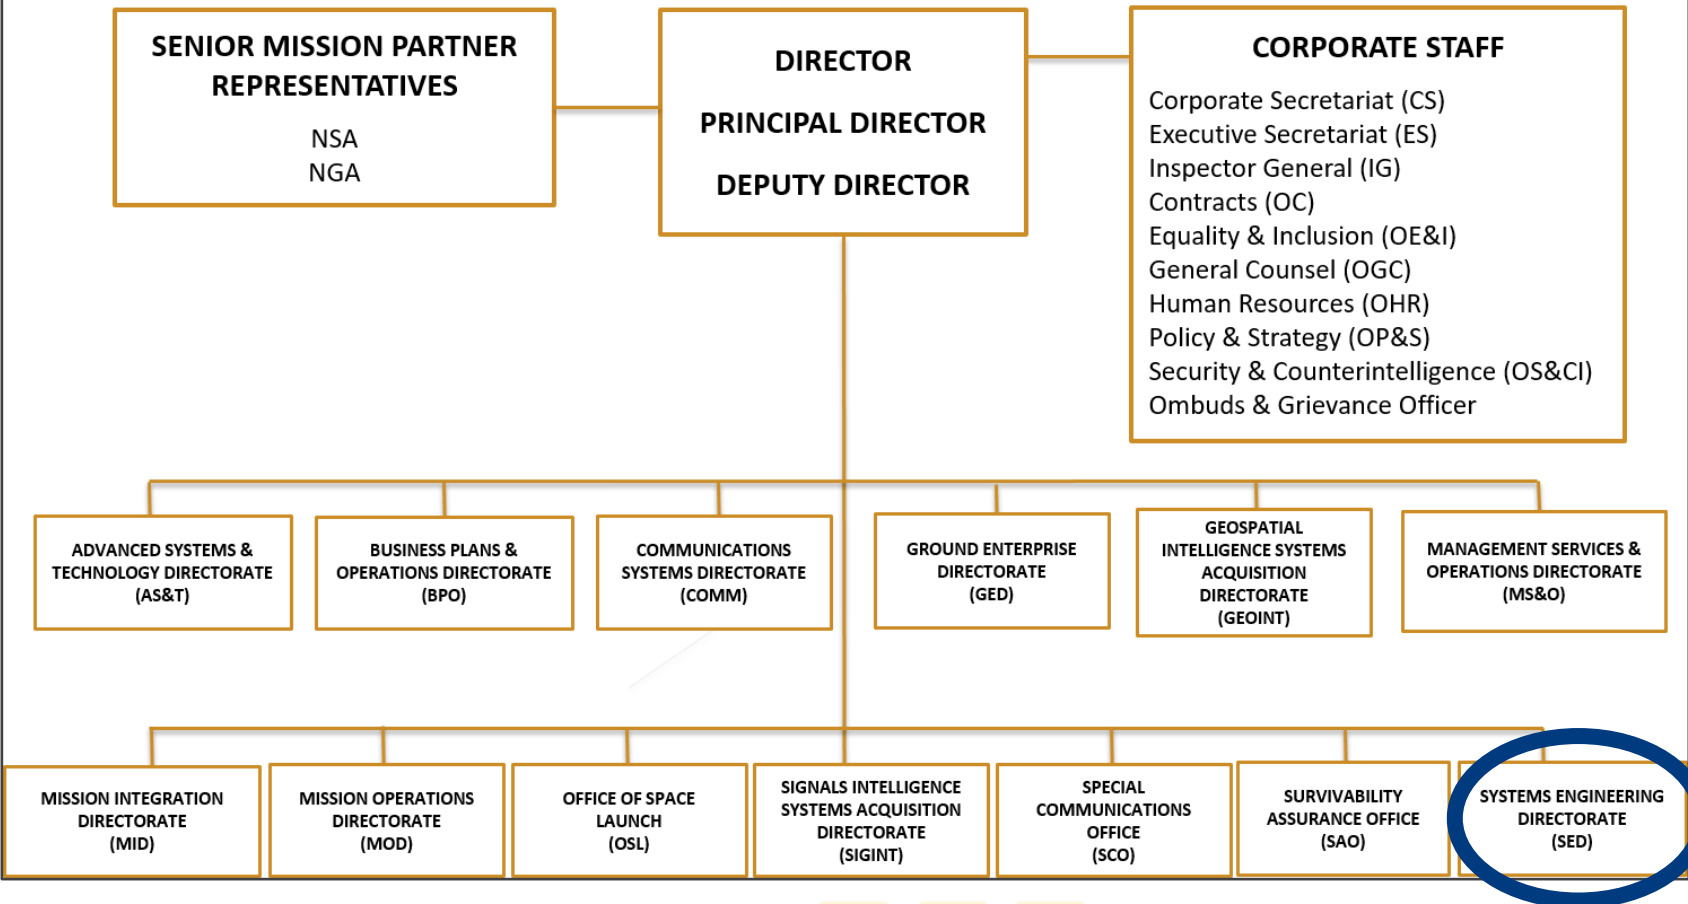 SENIOR MISSION PARTNER
REPRESENTATIVES
NSA
NGA
DIRECTOR
PRINCIPAL DIRECTOR
DEPUTY DIRECTOR
CORPORATE STAFF
Corporate Secretariat (CS)
Executive Secretariat (ES)
Inspector General (IG)
Contracts (OC)
Equality & Inclusion (OE&I)
General Counsel (OGC)
Human Resources (OHR)
Policy & Strategy (OP&S)
Security & Counterintelligence (OS&CI)
Ombuds & Grievance Officer
ADVANCED SYSTEMS &
TECHNOLOGY DIRECTORATE
(AS&T)
BUSINESS PLANS &
OPERATIONS DIRECTORATE
(BPO)
COMMUNICATIONS
SYSTEMS DIRECTORATE
(COMM)
GROUND ENTERPRISE
DIRECTORATE
(GED)
GEOSPATIAL
INTELLIGENCE SYSTEMS
ACQUISITION
DIRECTORATE
(GEOINT)
MANAGEMENT SERVICES &
OPERATIONS DIRECTORATE
(MS&O)
MISSION INTEGRATION
DIRECTORATE
(MID)
MISSION OPERATIONS
DIRECTORATE
(MOD)
OFFICE OF SPACE
LAUNCH
(OSL)
SIGNALS INTELLIGENCE
SYSTEMS ACQUISITION
DIRECTORATE
(SIGINT)
SPECIAL
COMMUNICATIONS
OFFICE
(SCO)
SURVIVABILITY
ASSURANCE OFFICE
(SAO)
SYSTEMS ENGINEERING
DIRECTORATE
(SED)